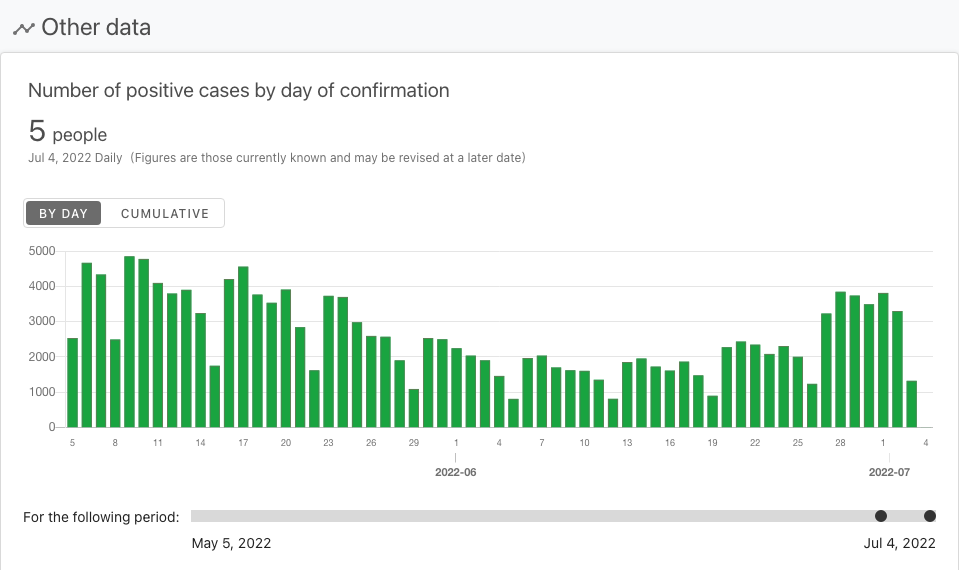 Other data
Number of positive cases by day of confirmation
5 people
Jul 4, 2022 Daily (Figures are those currently known and may be revised at a later date)
BY DAY CUMULATIVE
5000
4000
3000
2000
1000
0
5 8 11 14 17 20 23 26 29 1 4 7 10 13 16 19 22 25 28 1 4
2022-06 2022-07
For the following period:
May 5, 2022 Jul 4, 2022